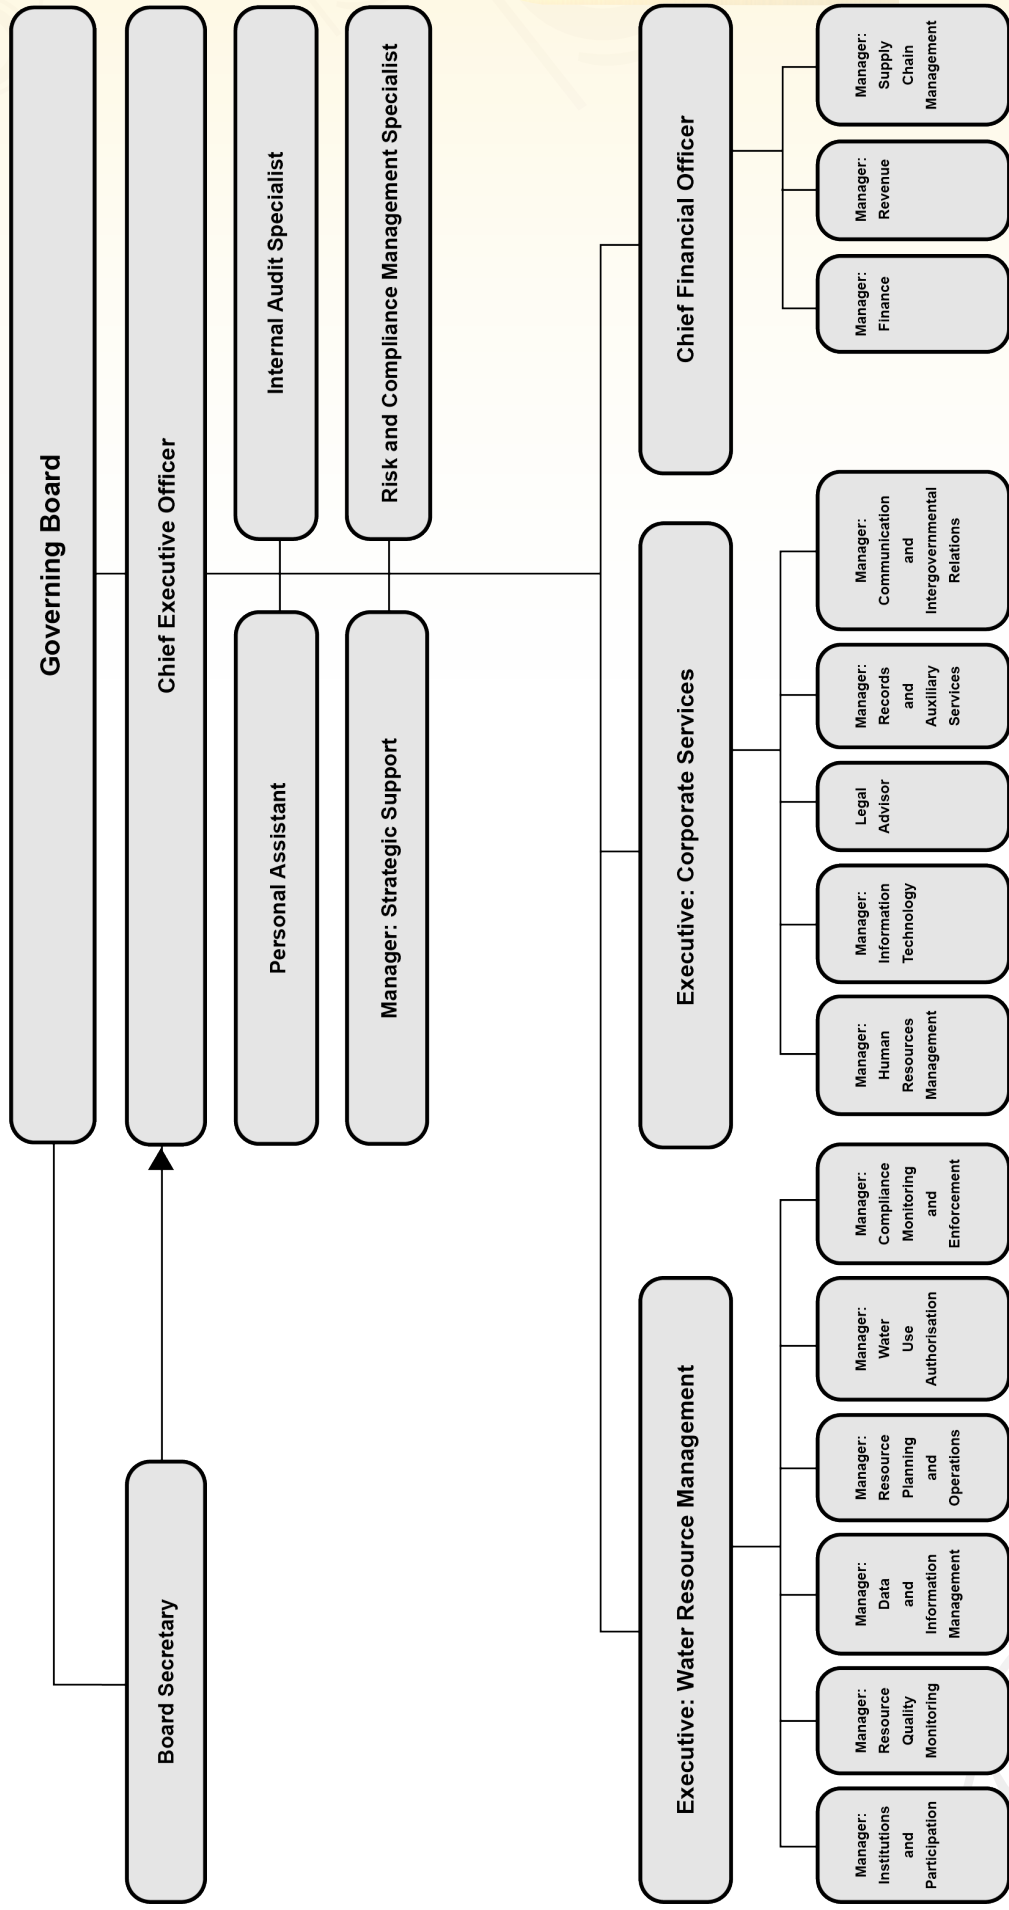 Governing Board
Board Secretary
Chief Executive Officer
Personal Assistant
Internal Audit Specialist
Manager: Strategic Support
Risk and Compliance Management Specialist
Executive: Water Resource Management
Executive: Corporate Services
Chief Financial Officer
Manager:
Institutions
and
Participation
Manager:
Resource
Quality
Monitoring
Manager:
Data
and
Information
Management
Manager:
Resource
Planning
and
Operations
Manager:
Water
Use
Authorisation
Manager:
Compliance
Monitoring
and
Enforcement
Manager:
Human
Resources
Management
Manager:
Information
Technology
Legal
Advisor
Manager:
Records
and
Auxiliary
Services
Manager:
Communication
and
Intergovernmental
Relations
Manager:
Finance
Manager:
Revenue
Manager:
Supply
Chain
Management